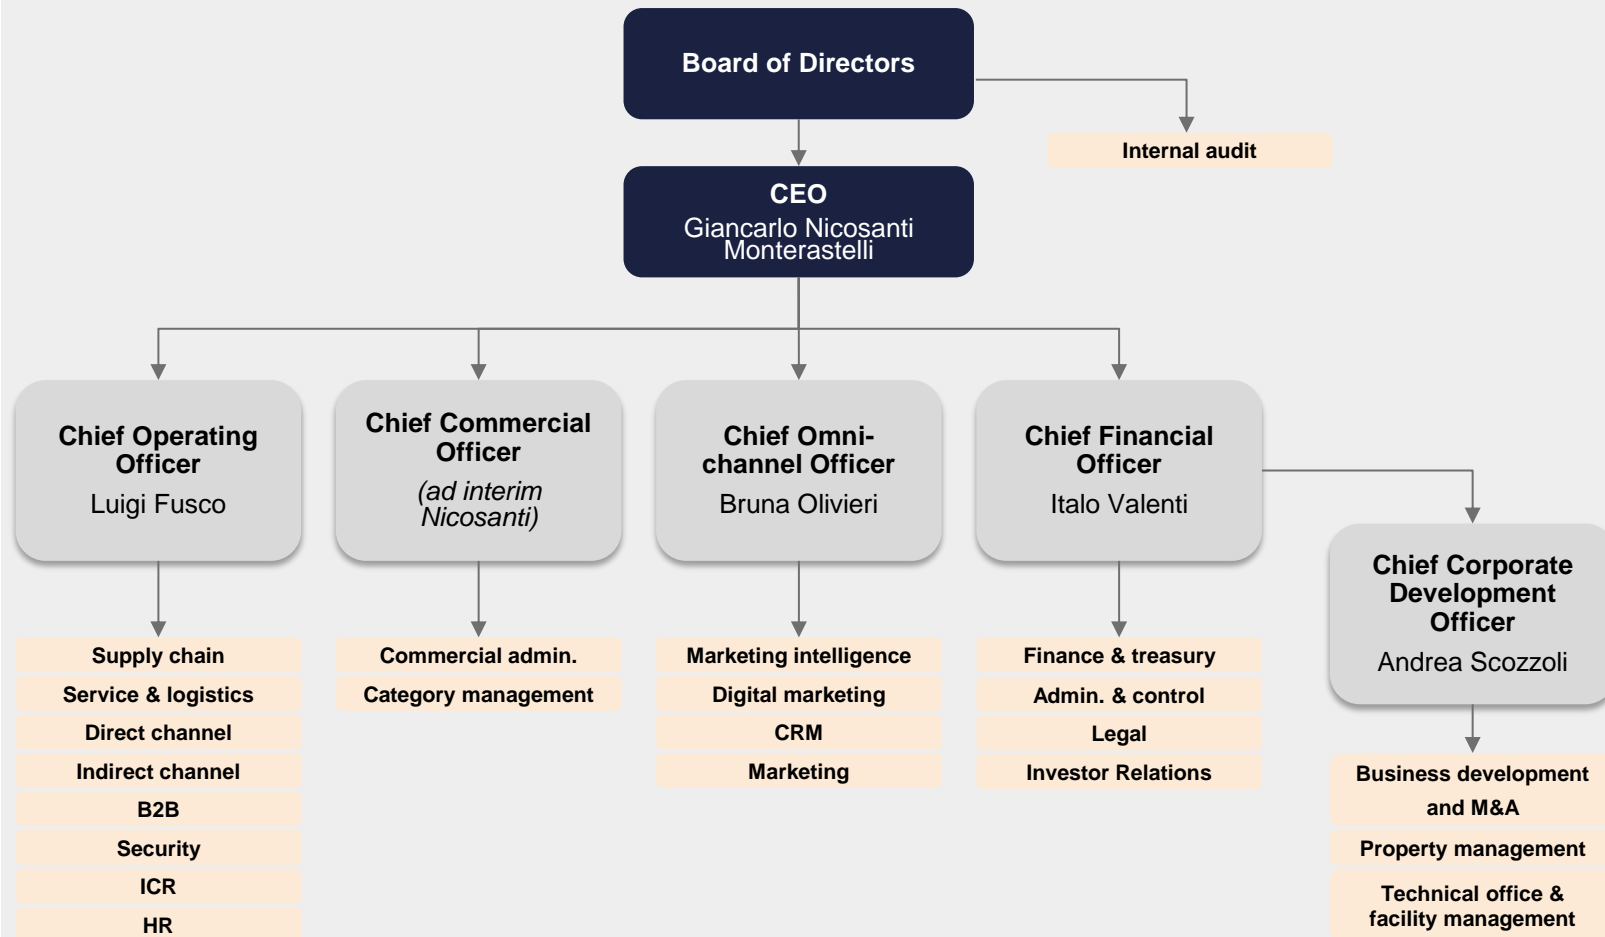 Board of Directors
Internal audit
CEO
Giancarlo Nicosanti
Monterastelli
Chief Operating
Officer
Luigi Fusco
Chief Commercial
Officer
(ad interim
Nicosanti)
Chief Omni-
channel Officer
Bruna Olivieri
Chief Financial
Officer
Italo Valenti
Chief Corporate
Development
Officer
Andrea Scozzoli
Supply chain
Service & logistics
Direct channel
Indirect channel
B2B
Security
ICR
HR
Commercial admin.
Category management
Marketing intelligence
Digital marketing
CRM
Marketing
Finance & treasury
Admin. & control
Legal
Investor Relations
Business development
and M&A
Property management
Technical office &
facility management